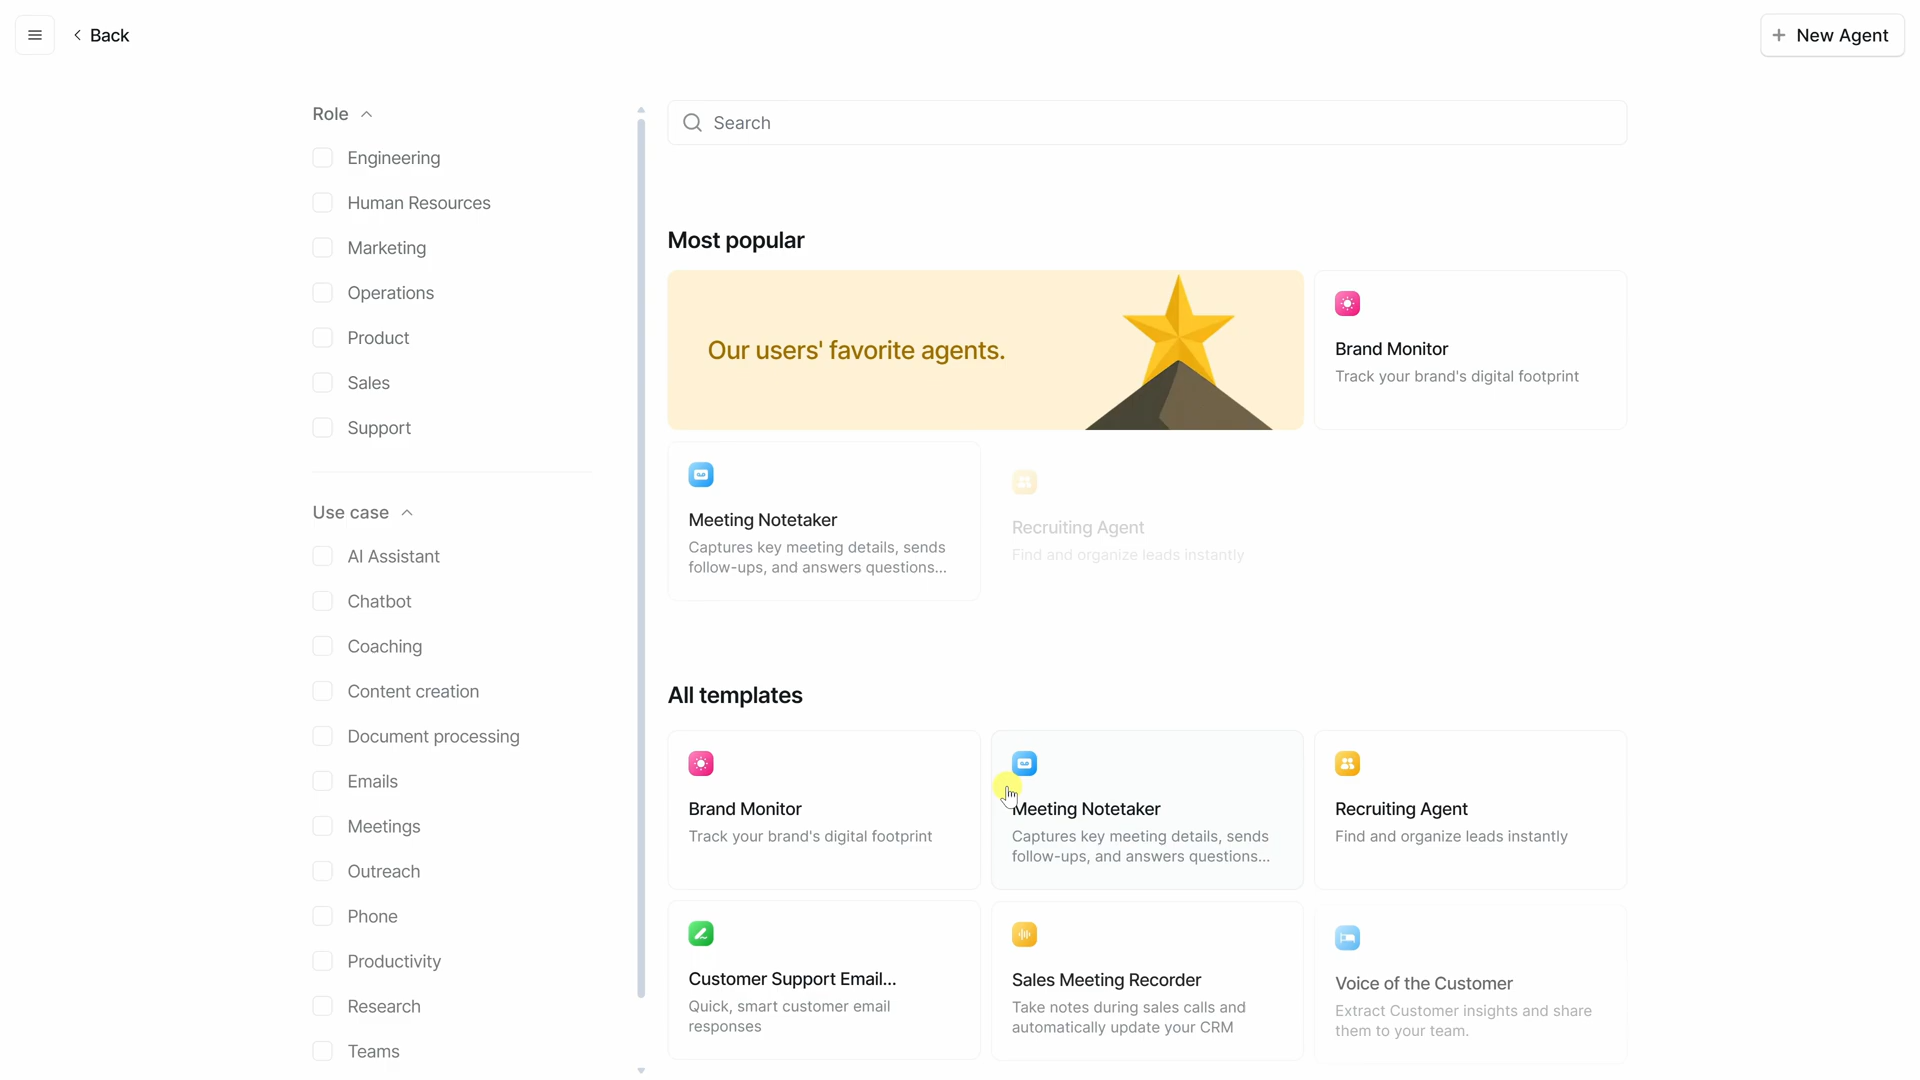 Back
New Agent
Role
Engineering
Human Resources
Marketing
Operations
Product
Sales
Support
Use case
AI Assistant
Chatbot
Coaching
Content creation
Document processing
Emails
Meetings
Outreach
Phone
Productivity
Research
Teams
Search
Most popular
Our users' favorite agents.
Brand Monitor
Track your brand's digital footprint
Meeting Notetaker
Captures key meeting details, sends
follow-ups, and answers questions...
Recruiting Agent
Find and organize leads instantly
All templates
Brand Monitor
Track your brand's digital footprint
Meeting Notetaker
Captures key meeting details, sends
follow-ups, and answers questions...
Recruiting Agent
Find and organize leads instantly
Customer Support Email...
Quick, smart customer email
responses
Sales Meeting Recorder
Take notes during sales calls and
automatically update your CRM
Voice of the Customer
Extract Customer insights and share
them to your team.